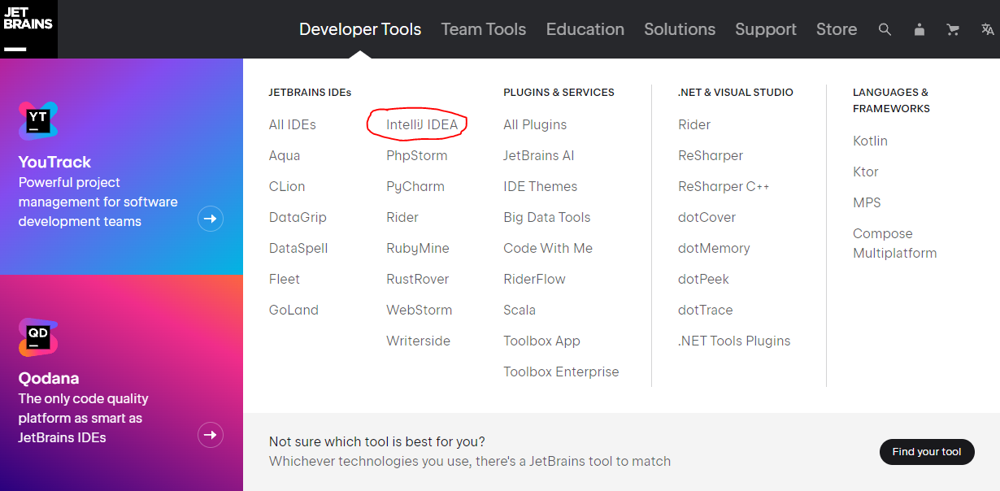 JET
BRAINS
Developer Tools
Team Tools
Education
Solutions
Support
Store
YT
YouTrack
Powerful project
management for software
development teams
QD
Qodana
The only code quality
platform as smart as
JetBrains IDEs
JETBRAINS IDEs
All IDEs
Aqua
CLion
DataGrip
DataSpell
Fleet
GoLand
IntelliJ IDEA
PhpStorm
PyCharm
Rider
RubyMine
RustRover
WebStorm
Writerside
PLUGINS & SERVICES
All Plugins
JetBrains AI
IDE Themes
Big Data Tools
Code With Me
RiderFlow
Scala
Toolbox App
Toolbox Enterprise
.NET & VISUAL STUDIO
Rider
ReSharper
ReSharper C++
dotCover
dotMemory
dotPeek
dotTrace
.NET Tools Plugins
LANGUAGES &
FRAMEWORKS
Kotlin
Ktor
MPS
Compose
Multiplatform
Not sure which tool is best for you?
Whichever technologies you use, there's a JetBrains tool to match
Find your tool